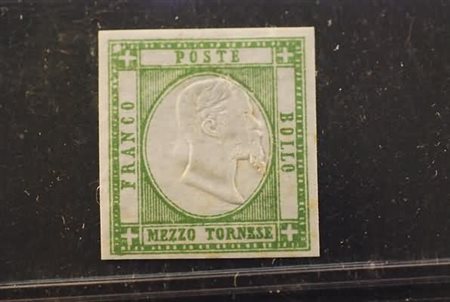 POSTE
FRANCO
BOLLO
MEZZO TORNESE